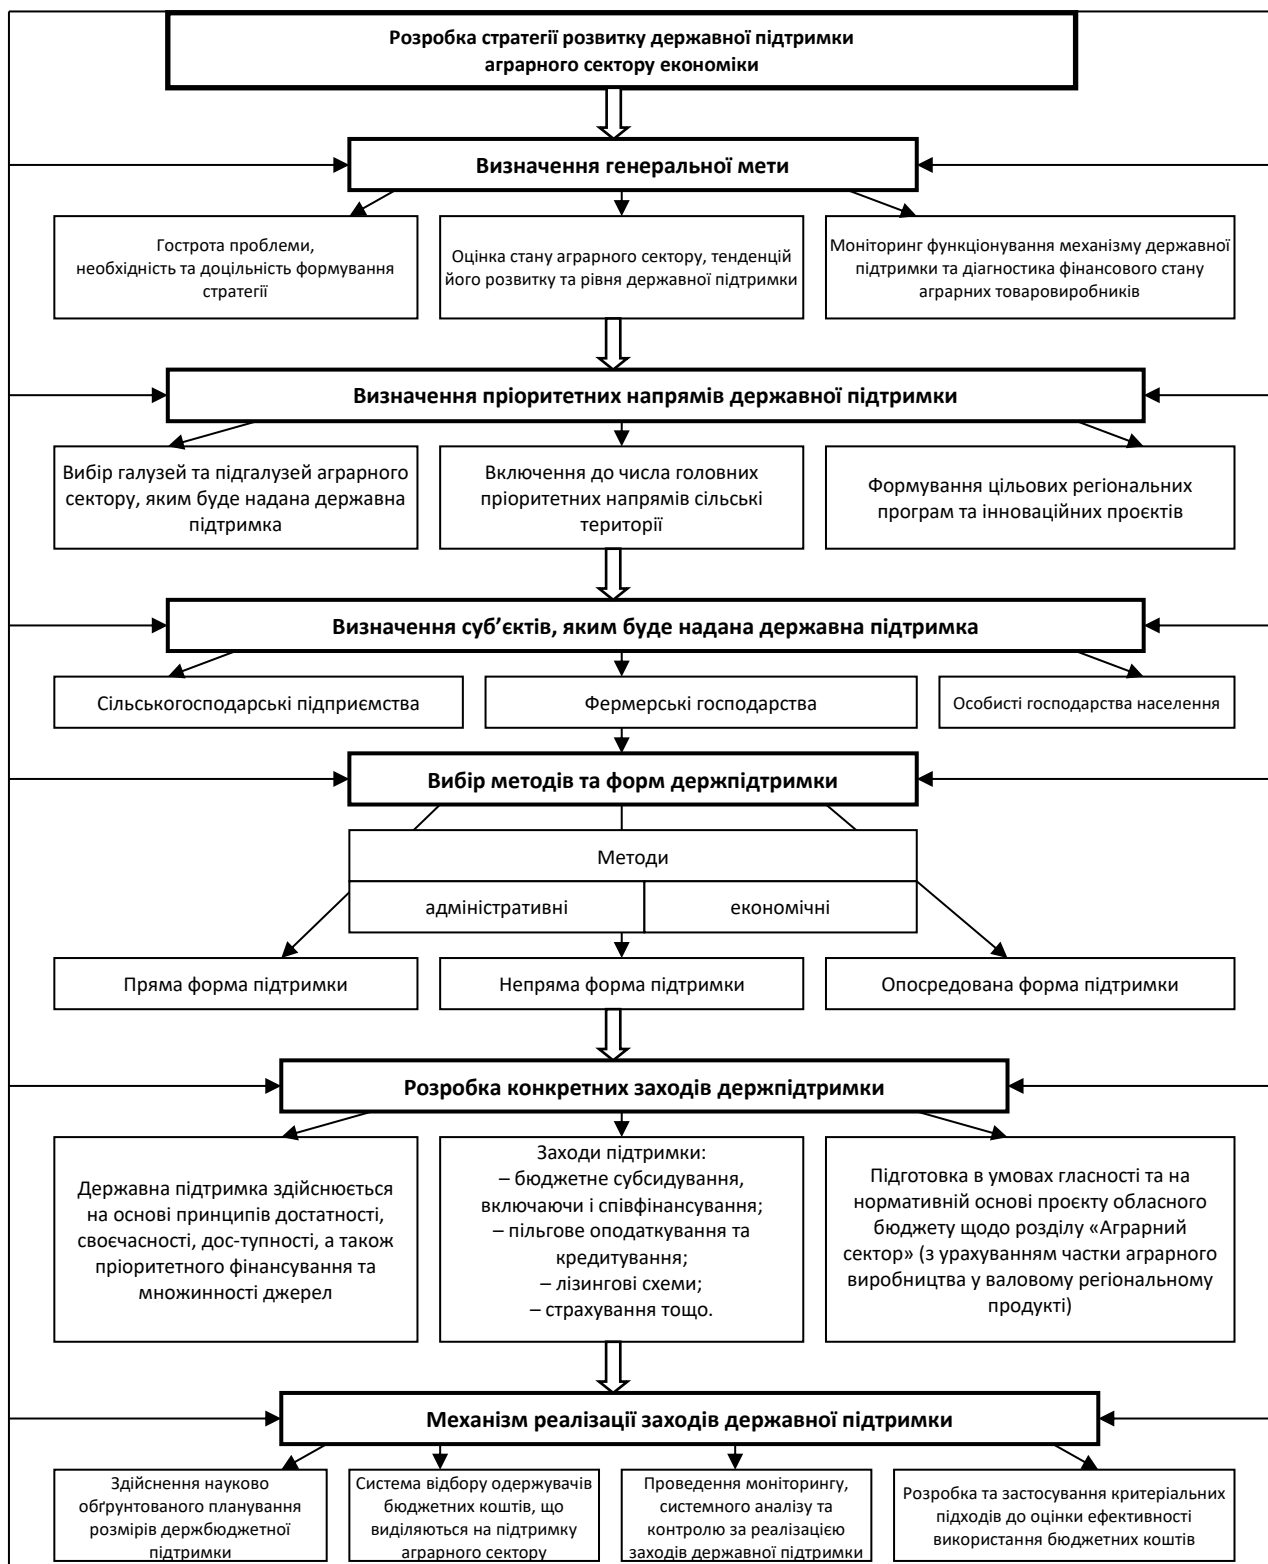 Розробка стратегії розвитку державної підтримки
аграрного сектору економіки
Визначення генеральної мети
Гострота проблеми,
необхідність та доцільність формування
стратегії
Оцінка стану аграрного сектору, тенденцій
його розвитку та рівня державної підтримки
Моніторинг функціонування механізму державної
підтримки та діагностика фінансового стану
аграрних товаровиробників
Визначення пріоритетних напрямів державної підтримки
Вибір галузей та підгалузей аграрного
сектору, яким буде надана державна
підтримка
Включення до числа головних
пріоритетних напрямів сільські
території
Формування цільових регіональних
програм та інноваційних проєктів
Визначення суб’єктів, яким буде надана державна підтримка
Сільськогосподарські підприємства
Фермерські господарства
Особисті господарства населення
Вибір методів та форм держпідтримки
Методи
адміністративні
економічні
Пряма форма підтримки
Непряма форма підтримки
Опосредована форма підтримки
Розробка конкретних заходів держпідтримки
Державна підтримка здійснюється
на основі принципів достатності,
своєчасності, дос-тупності, а також
пріоритетного фінансування та
множинності джерел
Заходи підтримки:
– бюджетне субсидування,
включаючи і співфінансування;
– пільгове оподаткування та
кредитування;
– лізингові схеми;
– страхування тощо.
Підготовка в умовах гласності та на
нормативній основі проєкту обласного
бюджету щодо розділу «Аграрний
сектор» (з урахуванням частки аграрного
виробництва у валовому регіональному
продукті)
Механізм реалізації заходів державної підтримки
Здійснення науково
обґрунтованого планування
розмірів держбюджетної
підтримки
Система відбору одержувачів
бюджетних коштів, що
виділяються на підтримку
аграрного сектору
Проведення моніторингу,
системного аналізу та
контролю за реалізацією
заходів державної підтримки
Розробка та застосування критеріальних
підходів до оцінки ефективності
використання бюджетних коштів